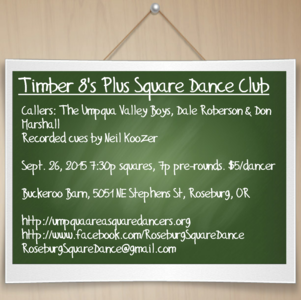 Timber 8's Plus Square Dance Club
Callers: The Umpqua Valley Boys, Dale Roberson & Don
Marshall
Recorded cues by Neil Koozer
Sept. 26, 2015 7:30p squares, 7p pre-rounds. $5/dancer
Buckeroo Barn, 5051 NE Stephens St, Roseburg, OR
http://umpquaareasquaredancers.org
http://www.facebook.com/RoseburgSquareDance
RoseburgSquareDance@gmail.com